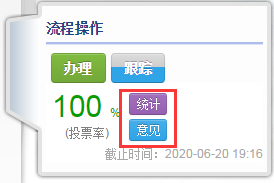 流程操作
办理 跟踪
100 % 统计
(投票率) 意见
截止时间：2020-06-20 19:16